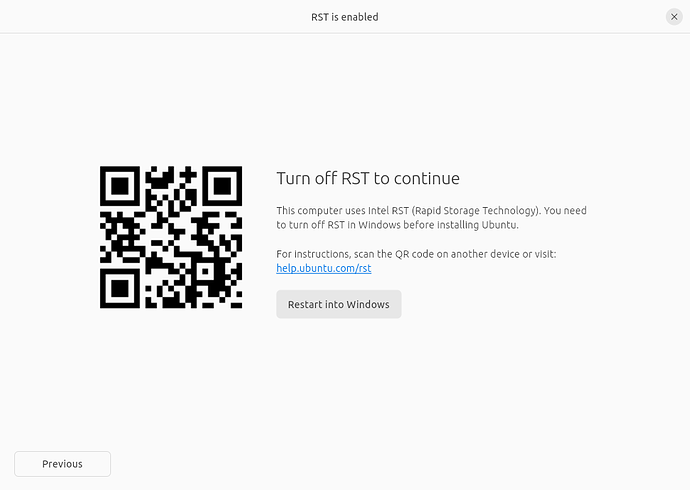 RST is enabled
Turn off RST to continue
This computer uses Intel RST (Rapid Storage Technology). You need
to turn off RST in Windows before installing Ubuntu.
For instructions, scan the QR code on another device or visit:
help.ubuntu.com/rst
Restart into Windows
Previous